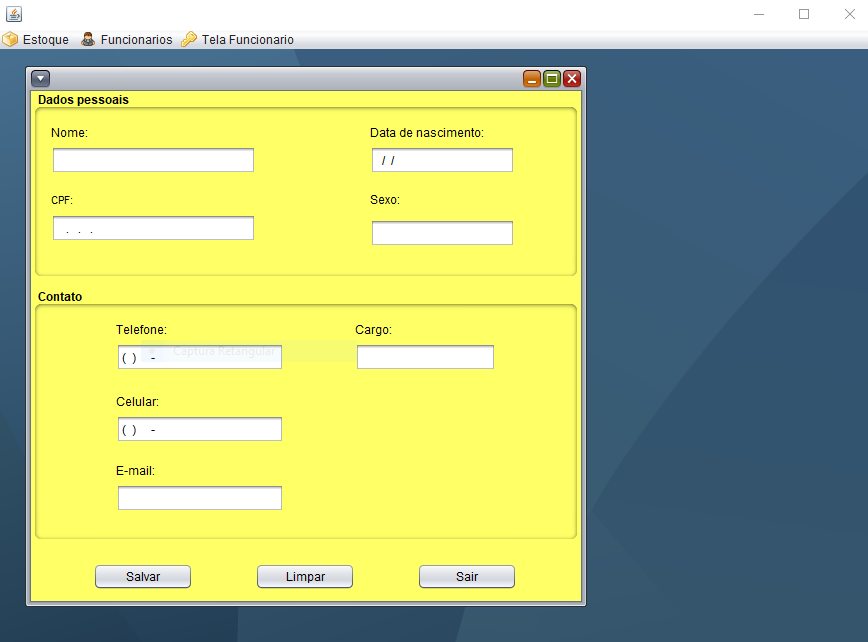 Estoque Funcionarios Tela Funcionario
Dados pessoais
Nome: Data de nascimento:
/ /
CPF: Sexo:
. . .
Contato
Telefone: Cargo:
( ) -
Captura Retangular
Celular:
( ) -
E-mail:
Salvar Limpar Sair